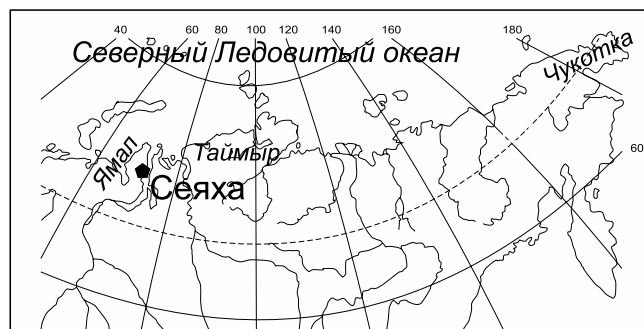 40 60 80 100 120 140 160 180
Северный Ледовитый океан
Чукотка
60
Ямал
Таймыр
Сеяха